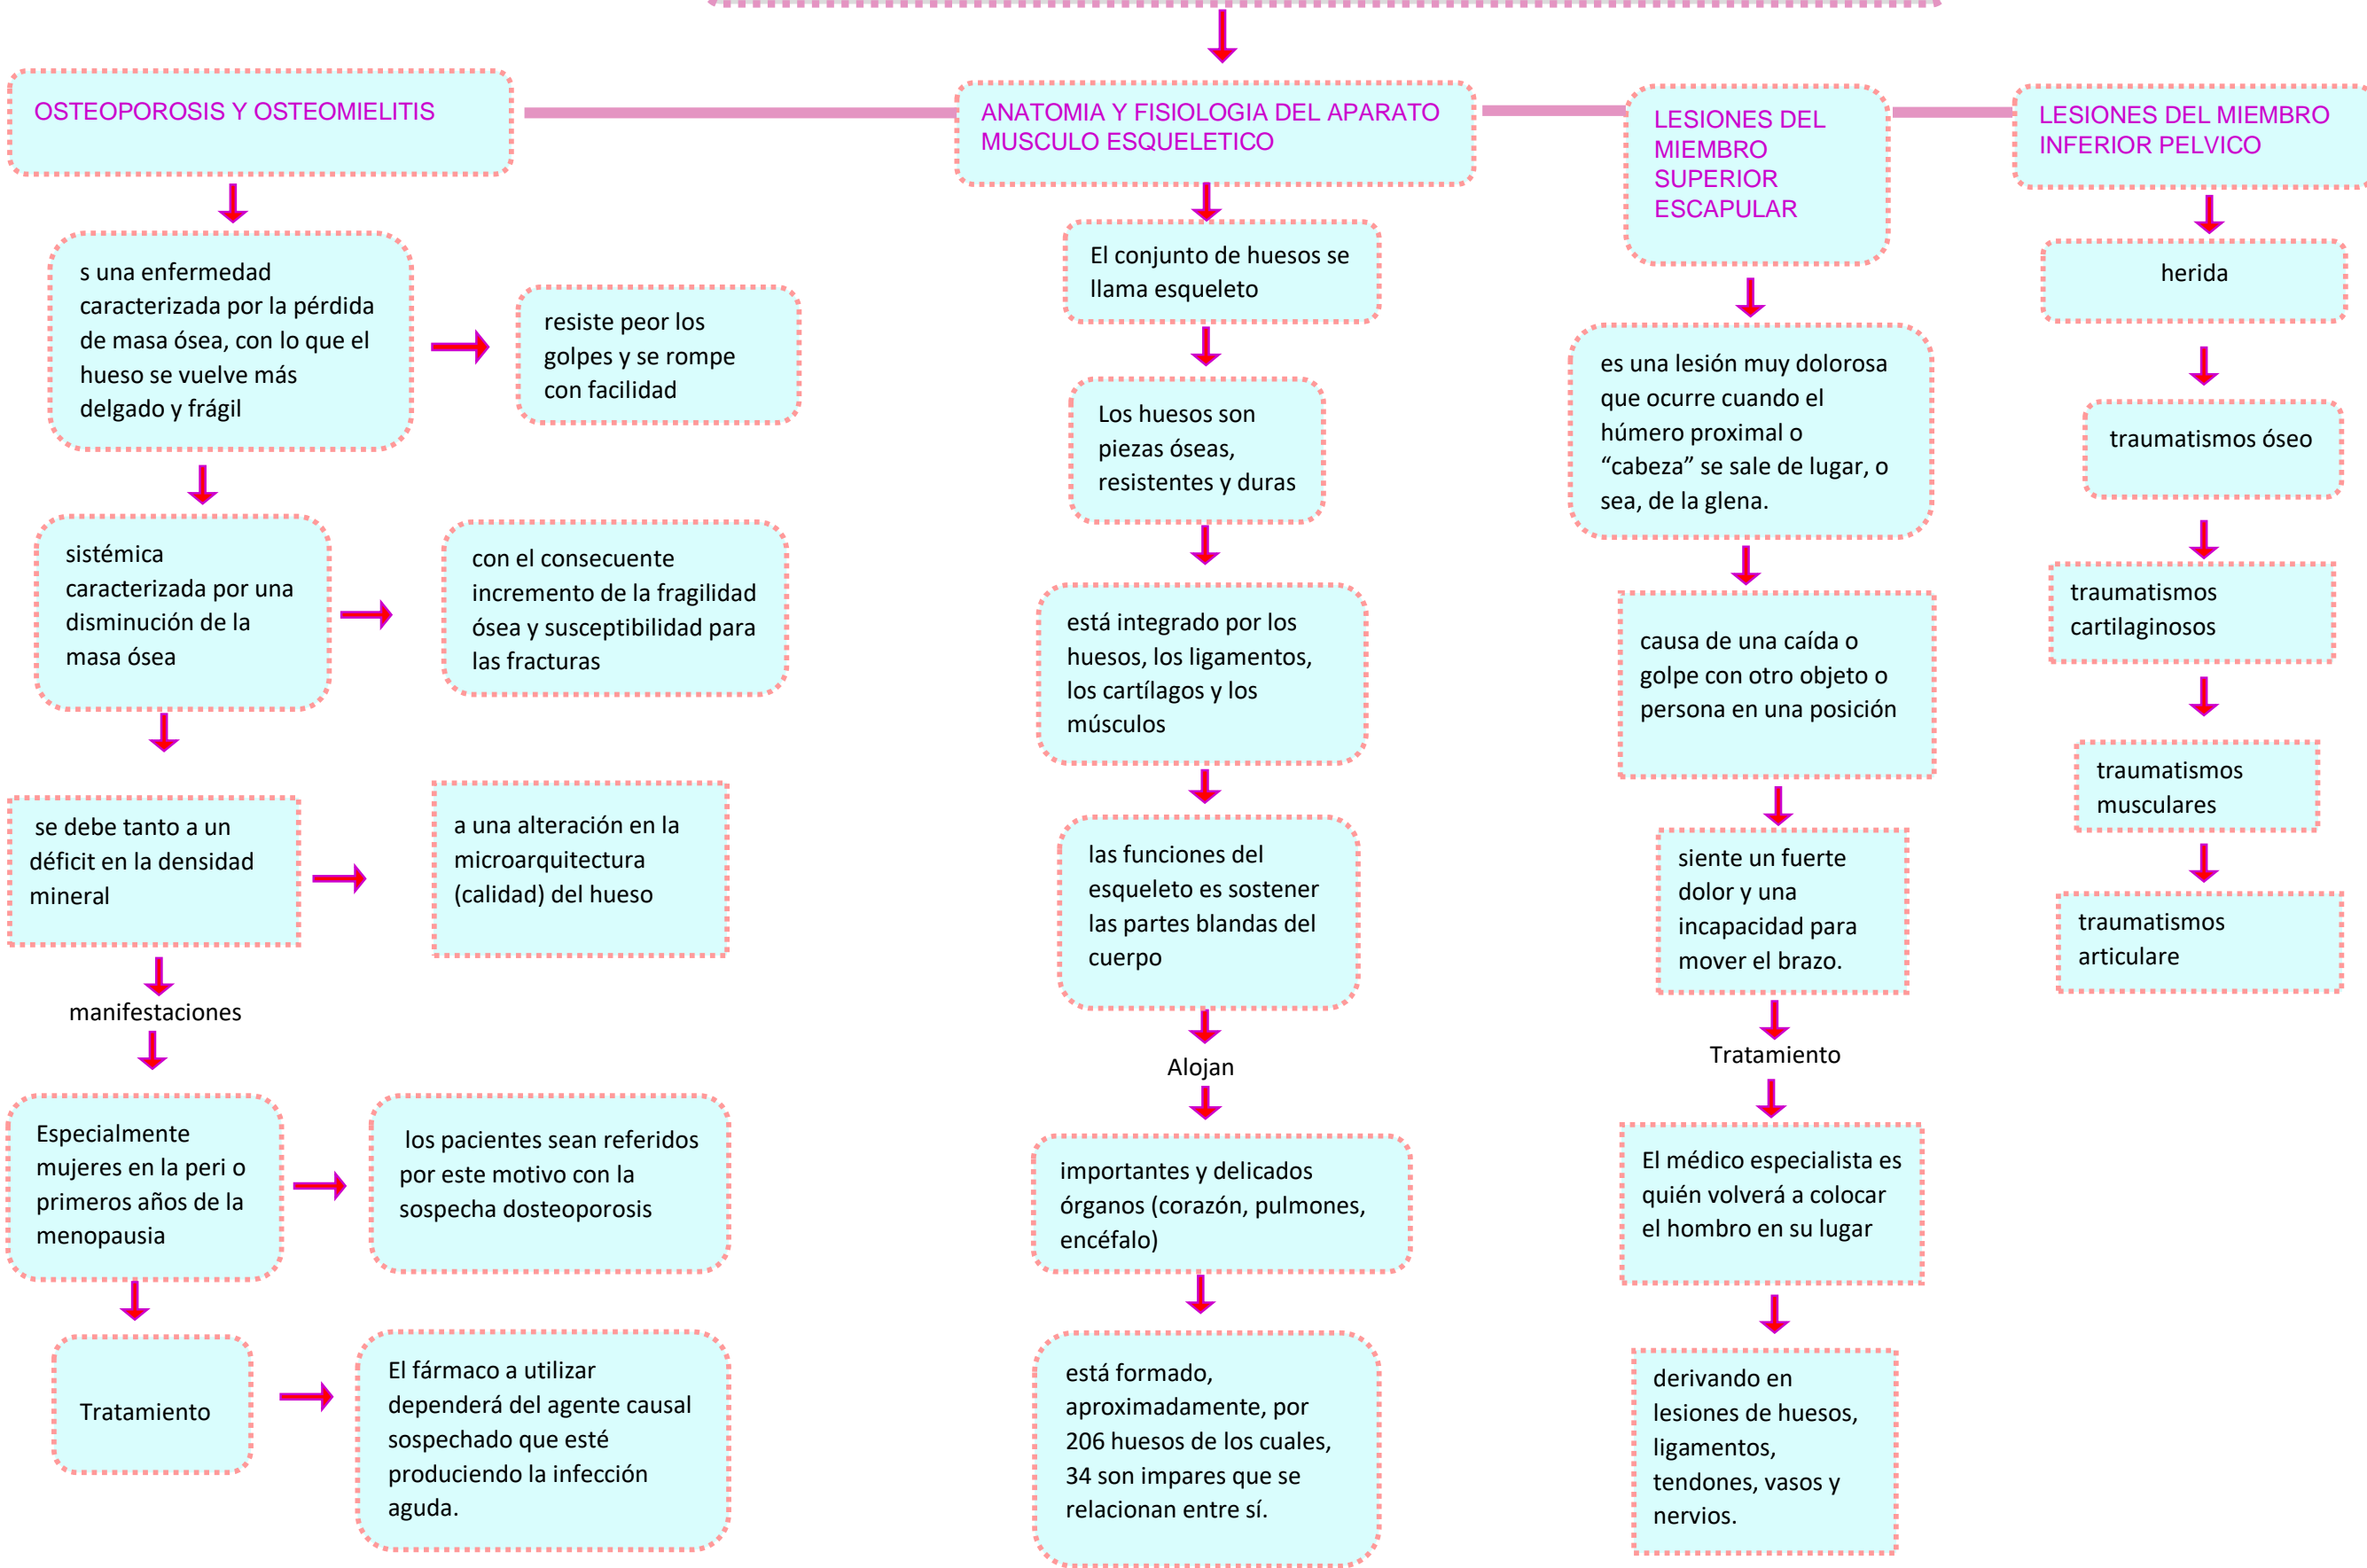 OSTEOPOROSIS Y OSTEOMIELITIS
s una enfermedad
caracterizada por la pérdida
de masa ósea, con lo que el
hueso se vuelve más
delgado y frágil
resiste peor los
golpes y se rompe
con facilidad
sistémica
caracterizada por una
disminución de la
masa ósea
con el consecuente
incremento de la fragilidad
ósea y susceptibilidad para
las fracturas
se debe tanto a un
déficit en la densidad
mineral
a una alteración en la
microarquitectura
(calidad) del hueso
manifestaciones
Especialmente
mujeres en la peri o
primeros años de la
menopausia
los pacientes sean referidos
por este motivo con la
sospecha dosteoporosis
Tratamiento
El fármaco a utilizar
dependerá del agente causal
sospechado que esté
produciendo la infección
aguda.
ANATOMIA Y FISIOLOGIA DEL APARATO
MUSCULO ESQUELETICO
El conjunto de huesos se
llama esqueleto
Los huesos son
piezas óseas,
resistentes y duras
está integrado por los
huesos, los ligamentos,
los cartílagos y los
músculos
las funciones del
esqueleto es sostener
las partes blandas del
cuerpo
Alojan
importantes y delicados
órganos (corazón, pulmones,
encéfalo)
está formado,
aproximadamente, por
206 huesos de los cuales,
34 son impares que se
relacionan entre sí.
LESIONES DEL
MIEMBRO
SUPERIOR
ESCAPULAR
es una lesión muy dolorosa
que ocurre cuando el
húmero proximal o
“cabeza” se sale de lugar, o
sea, de la glena.
causa de una caída o
golpe con otro objeto o
persona en una posición
siente un fuerte
dolor y una
incapacidad para
mover el brazo.
Tratamiento
El médico especialista es
quién volverá a colocar
el hombro en su lugar
derivando en
lesiones de huesos,
ligamentos,
tendones, vasos y
nervios.
LESIONES DEL MIEMBRO
INFERIOR PELVICO
herida
traumatismos óseo
traumatismos
cartilaginosos
traumatismos
musculares
traumatismos
articulare